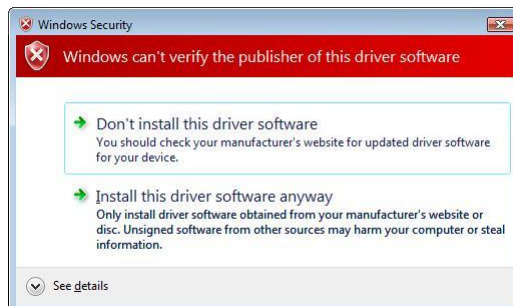 Windows Security
Windows can't verify the publisher of this driver software
Don't install this driver software
You should check your manufacturer's website for updated driver software
for your device.
Install this driver software anyway
Only install driver software obtained from your manufacturer's website or
disc. Unsigned software from other sources may harm your computer or steal
information.
See details